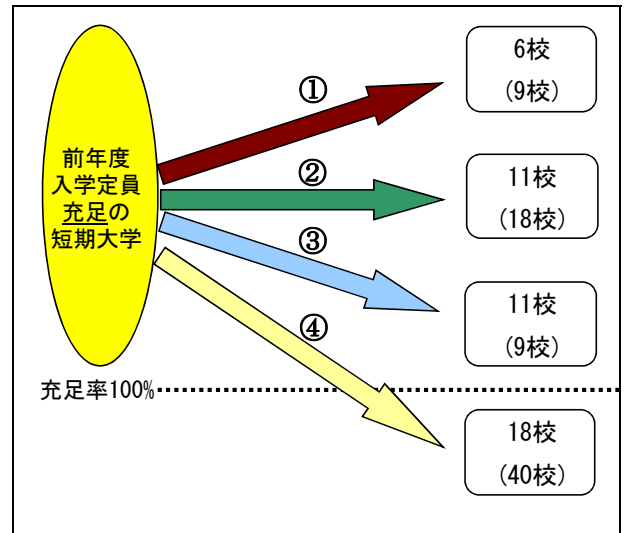 前年度
入学定員
充足の
短期大学
①
6校
(9校)
②
11校
(18校)
③
11校
(9校)
④
充足率100%
18校
(40校)